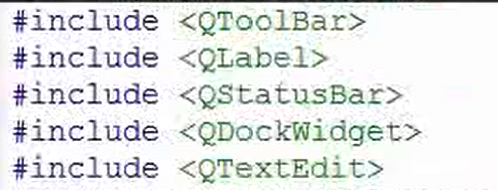 #include <QToolBar>
#include <QLabel>
#include <QStatusBar>
#include <QDockWidget>
#include <QTextEdit>